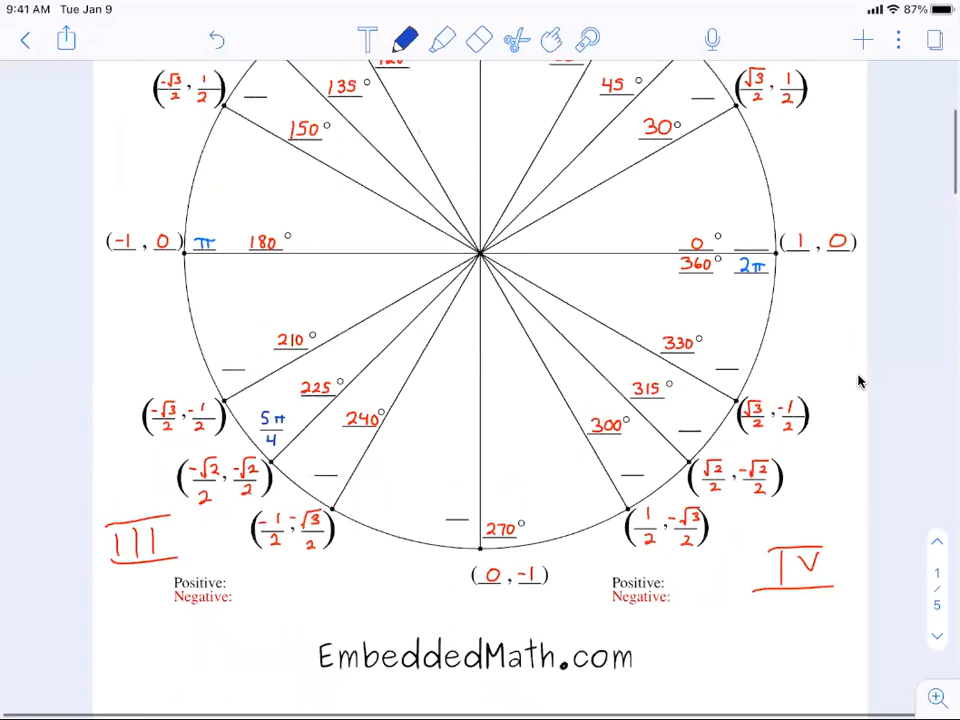 9:41 AM Tue Jan 9 87%
T
(-√3/2, 1/2) 135° 45° (√3/2, 1/2)
150° 30°
(-1, 0) π 180° 0° (1, 0)
360° 2π
210° 330°
225° 315°
(-√3/2, -1/2) 5π/4 240° 300° (√3/2, -1/2)
(-√2/2, -√2/2) (√2/2, -√2/2)
(-1/2, -√3/2) 270° (1/2, -√3/2)
III IV
(0, -1)
1
/
5
Positive: Positive:
Negative: Negative:
EmbeddedMath.com